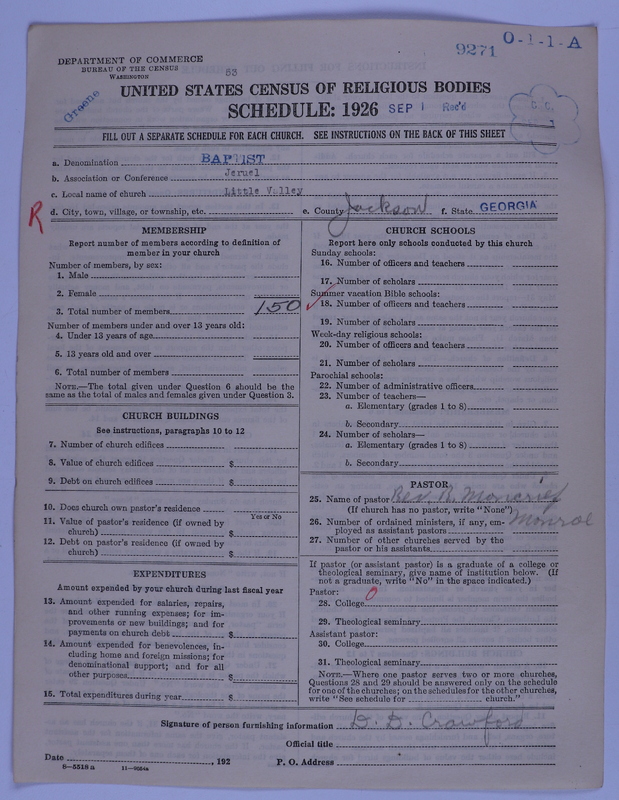 9271 O-1-1-A
DEPARTMENT OF COMMERCE
BUREAU OF THE CENSUS
WASHINGTON
53
Greene
UNITED STATES CENSUS OF RELIGIOUS BODIES
SCHEDULE: 1926 SEP 1 Rec'd
FILL OUT A SEPARATE SCHEDULE FOR EACH CHURCH. SEE INSTRUCTIONS ON THE BACK OF THIS SHEET
a. Denomination BAPTIST
b. Association or Conference Jeruel
c. Local name of church Little Valley
R d. City, town, village, or township, etc. e. County Jackson f. State GEORGIA
MEMBERSHIP
Report number of members according to definition of
member in your church
Number of members, by sex:
1. Male
2. Female
3. Total number of members 150
Number of members under and over 13 years old:
4. Under 13 years of age
5. 13 years old and over
6. Total number of members
NOTE.—The total given under Question 6 should be the
same as the total of males and females given under Question 3.
CHURCH BUILDINGS
See instructions, paragraphs 10 to 12
7. Number of church edifices
8. Value of church edifices $
9. Debt on church edifices $
10. Does church own pastor's residence
Yes or No
11. Value of pastor's residence (if owned by
church) $
12. Debt on pastor's residence (if owned by
church) $
EXPENDITURES
Amount expended by your church during last fiscal year
13. Amount expended for salaries, repairs,
and other running expenses; for im-
provements or new buildings; and for
payments on church debt $
14. Amount expended for benevolences, in-
cluding home and foreign missions; for
denominational support; and for all
other purposes $
15. Total expenditures during year $
CHURCH SCHOOLS
Report here only schools conducted by this church
Sunday schools:
16. Number of officers and teachers
17. Number of scholars
Summer vacation Bible schools:
18. Number of officers and teachers
19. Number of scholars
Week-day religious schools:
20. Number of officers and teachers
21. Number of scholars
Parochial schools:
22. Number of administrative officers
23. Number of teachers—
a. Elementary (grades 1 to 8)
b. Secondary
24. Number of scholars—
a. Elementary (grades 1 to 8)
b. Secondary
PASTOR
25. Name of pastor Rev. R. Moncrief
(If church has no pastor, write "None") Monroe
26. Number of ordained ministers, if any, em-
ployed as assistant pastors
27. Number of other churches served by the
pastor or his assistants
If pastor (or assistant pastor) is a graduate of a college or
theological seminary, give name of institution below. (If
not a graduate, write "No" in the space indicated.)
Pastor: 0
28. College
29. Theological seminary
Assistant pastor:
30. College
31. Theological seminary
NOTE.—Where one pastor serves two or more churches,
Questions 28 and 29 should be answered only on the schedule
for one of the churches; on the schedules for the other churches,
write "See schedule for church."
Signature of person furnishing information D. D. Crawford
Official title
Date , 192 P. O. Address
8—5518a 11—9034a